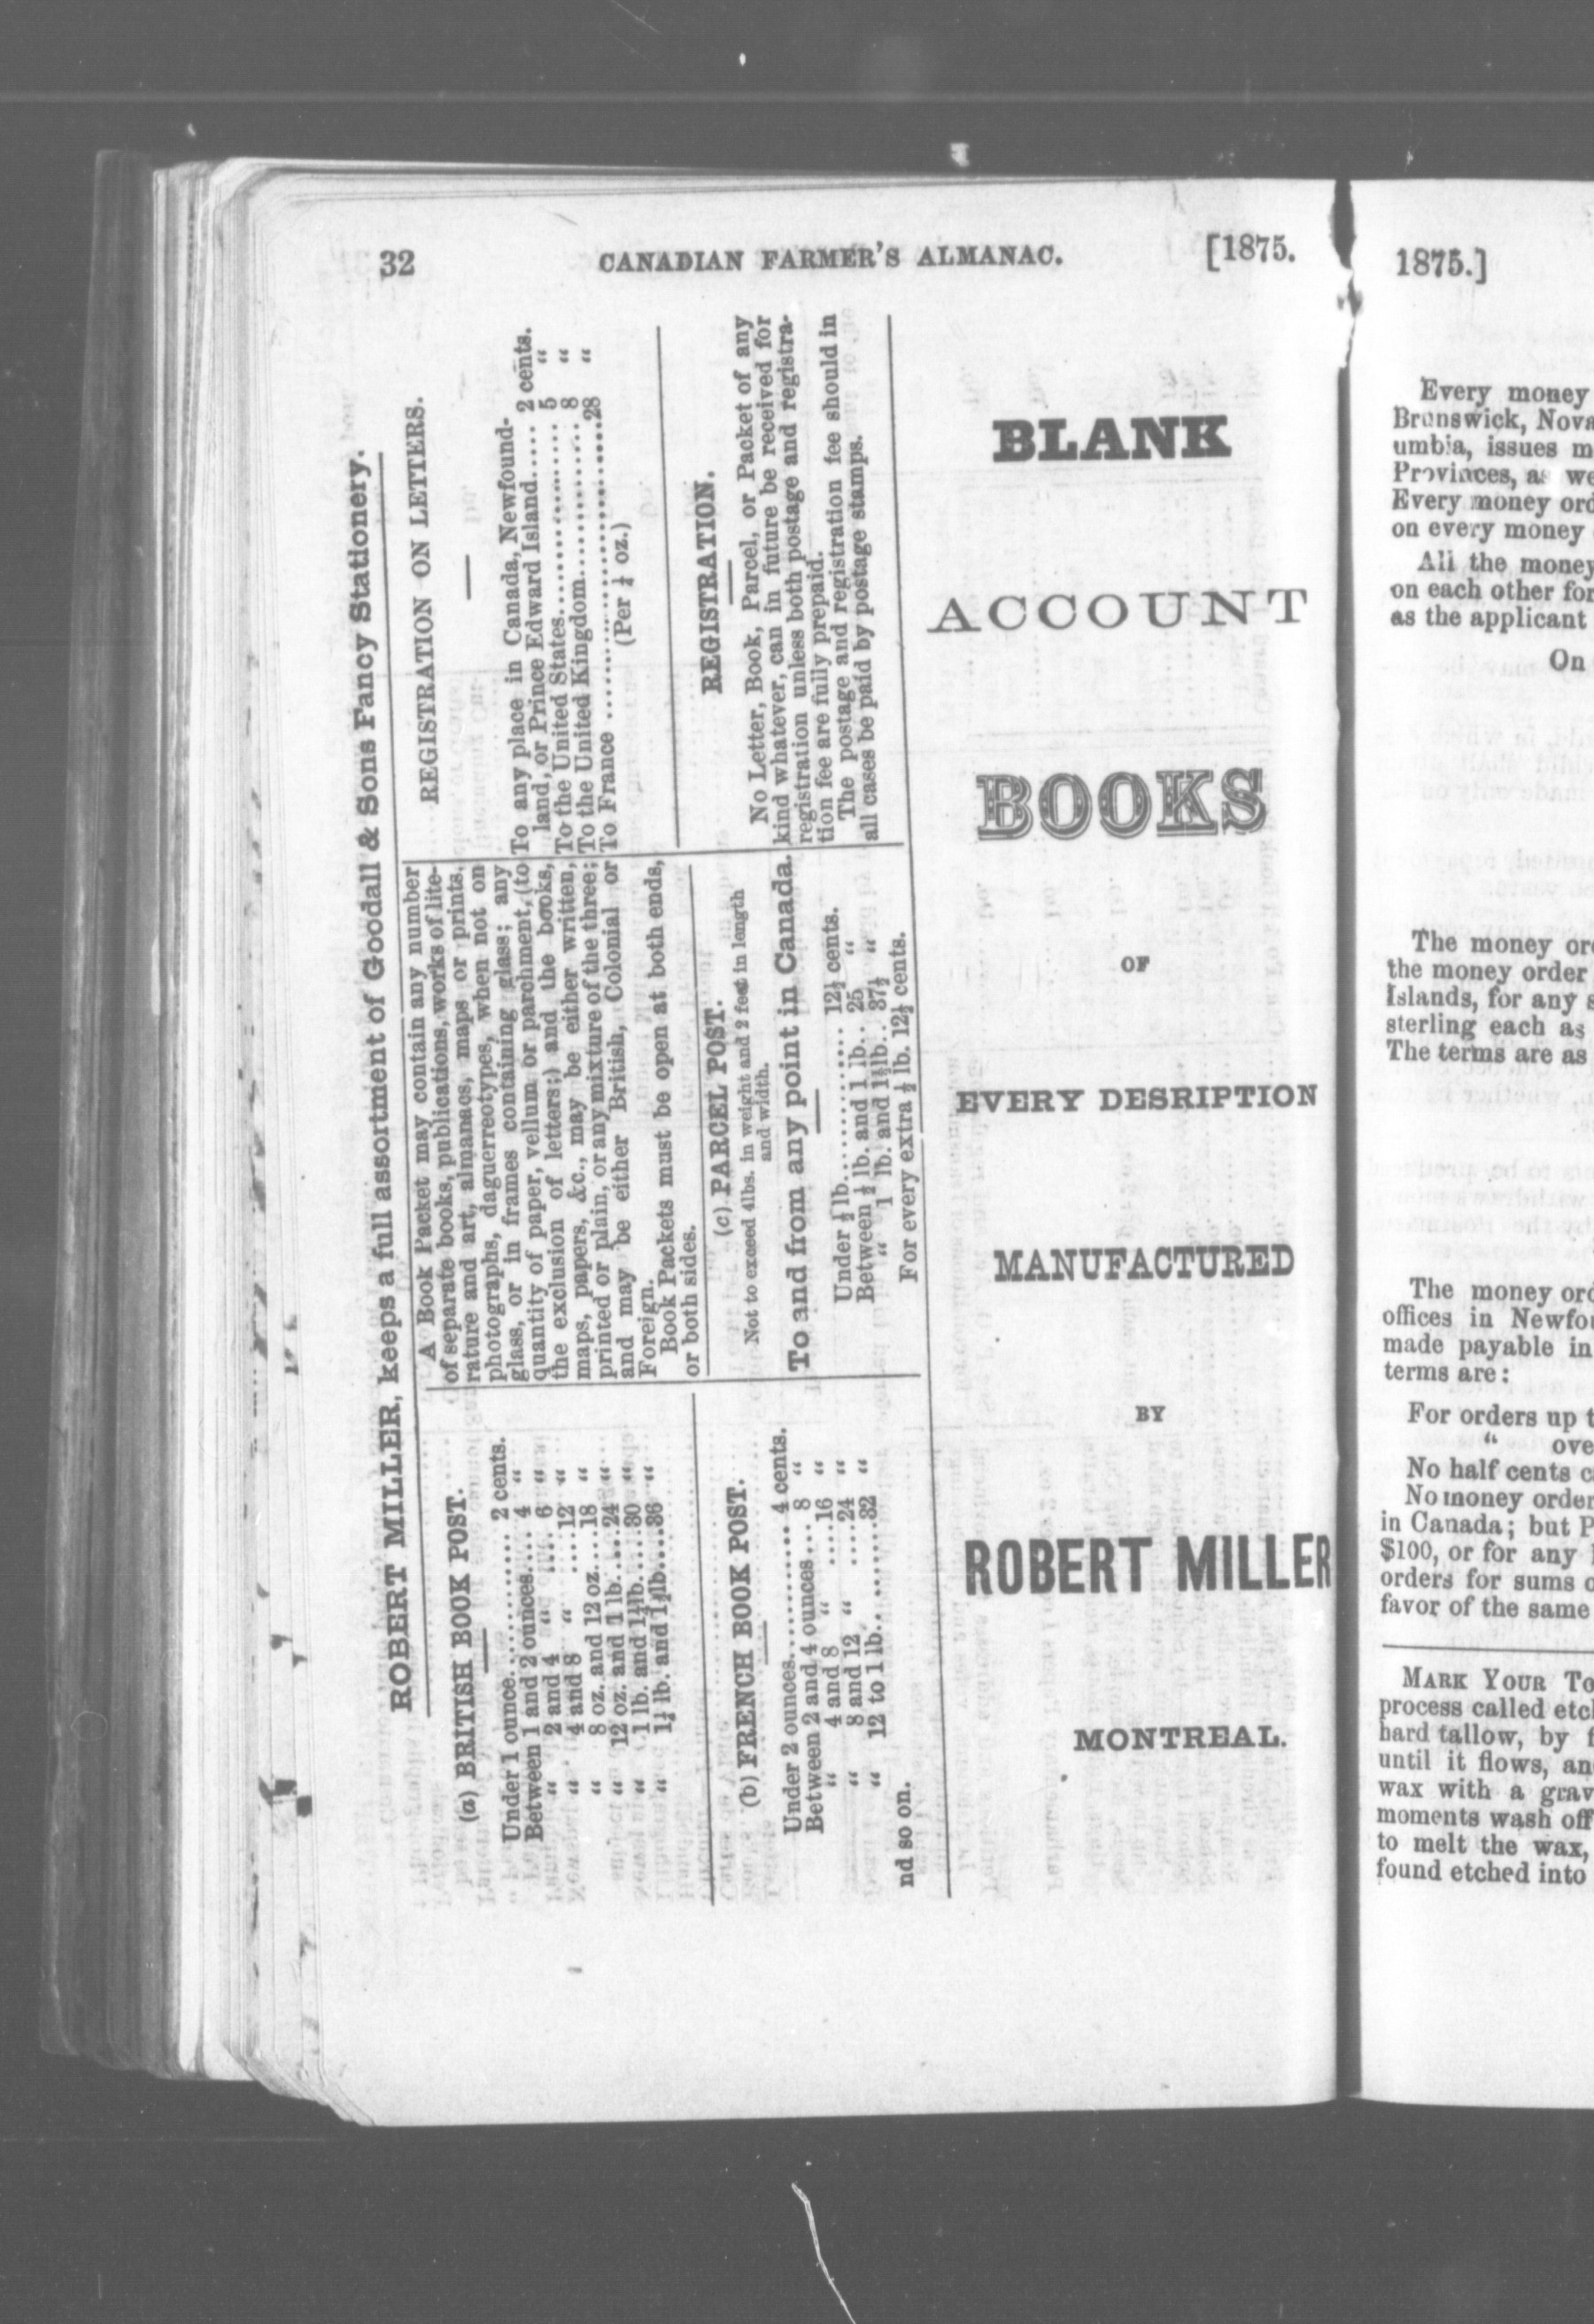 32 CANADIAN FARMER'S ALMANAC. [1875.
ROBERT MILLER, keeps a full assortment of Goodall & Sons Fancy Stationery.
(a) BRITISH BOOK POST.
Under 1 ounce........... 2 cents.
Between 1 and 2 ounces.... 4 "
" 2 and 4 " .... 6 "
" 4 and 8 " ....12 "
" 8 oz. and 12 oz....18 "
" 12 oz. and 1 lb.....24 "
" 1 lb. and 1¼lb....30 "
" 1¼ lb. and 1½lb....36 "
(b) FRENCH BOOK POST.
Under 2 ounces........... 4 cents.
Between 2 and 4 ounces... 8 "
" 4 and 8 " ....16 "
" 8 and 12 " ....24 "
" 12 to 1 lb.. .......32 "
nd so on.
A Book Packet may contain any number
of separate books, publications, works of lite-
rature and art, almanacs, maps or prints,
photographs, daguerreotypes, when not on
glass, or in frames containing glass; any
quantity of paper, vellum or parchment, (to
the exclusion of letters;) and the books,
maps, papers, &c., may be either written,
printed or plain, or any mixture of the three;
and may be either British, Colonial or
Foreign.
Book Packets must be open at both ends,
or both sides.
(c) PARCEL POST.
Not to exceed 4lbs. in weight and 2 feet in length
and width.
To and from any point in Canada.
Under ½ lb........... 12½ cents.
Between ½ lb. and 1 lb.. 25 "
" 1 lb. and 1½lb.. 37½ "
For every extra ½ lb. 12½ cents.
REGISTRATION ON LETTERS.
To any place in Canada, Newfound-
land, or Prince Edward Island..... 2 cents.
To the United States................ 5 "
To the United Kingdom............. 8 "
To France ........................28 "
(Per ½ oz.)
REGISTRATION.
No Letter, Book, Parcel, or Packet of any
kind whatever, can in future be received for
registration unless both postage and registra-
tion fee are fully prepaid.
The postage and registration fee should in
all cases be paid by postage stamps.
BLANK
ACCOUNT
BOOKS
OF
EVERY DESRIPTION
MANUFACTURED
BY
ROBERT MILLER
MONTREAL.
1875.]
Every money
Brunswick, Nova
umbia, issues m
Provinces, as we
Every money ord
on every money
All the money
on each other for
as the applicant
On
The money ord
the money order
Islands, for any s
sterling each as
The terms are as
The money ord
offices in Newfou
made payable in
terms are:
For orders up t
" ove
No half cents c
No money order
in Canada; but P
$100, or for any
orders for sums o
favor of the same
MARK YOUR TO
process called etch
hard tallow, by f
until it flows, an
wax with a grav
moments wash off
to melt the wax,
found etched into